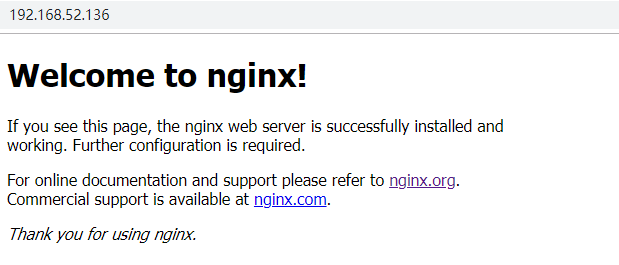 192.168.52.136
Welcome to nginx!
If you see this page, the nginx web server is successfully installed and
working. Further configuration is required.
For online documentation and support please refer to nginx.org.
Commercial support is available at nginx.com.
Thank you for using nginx.